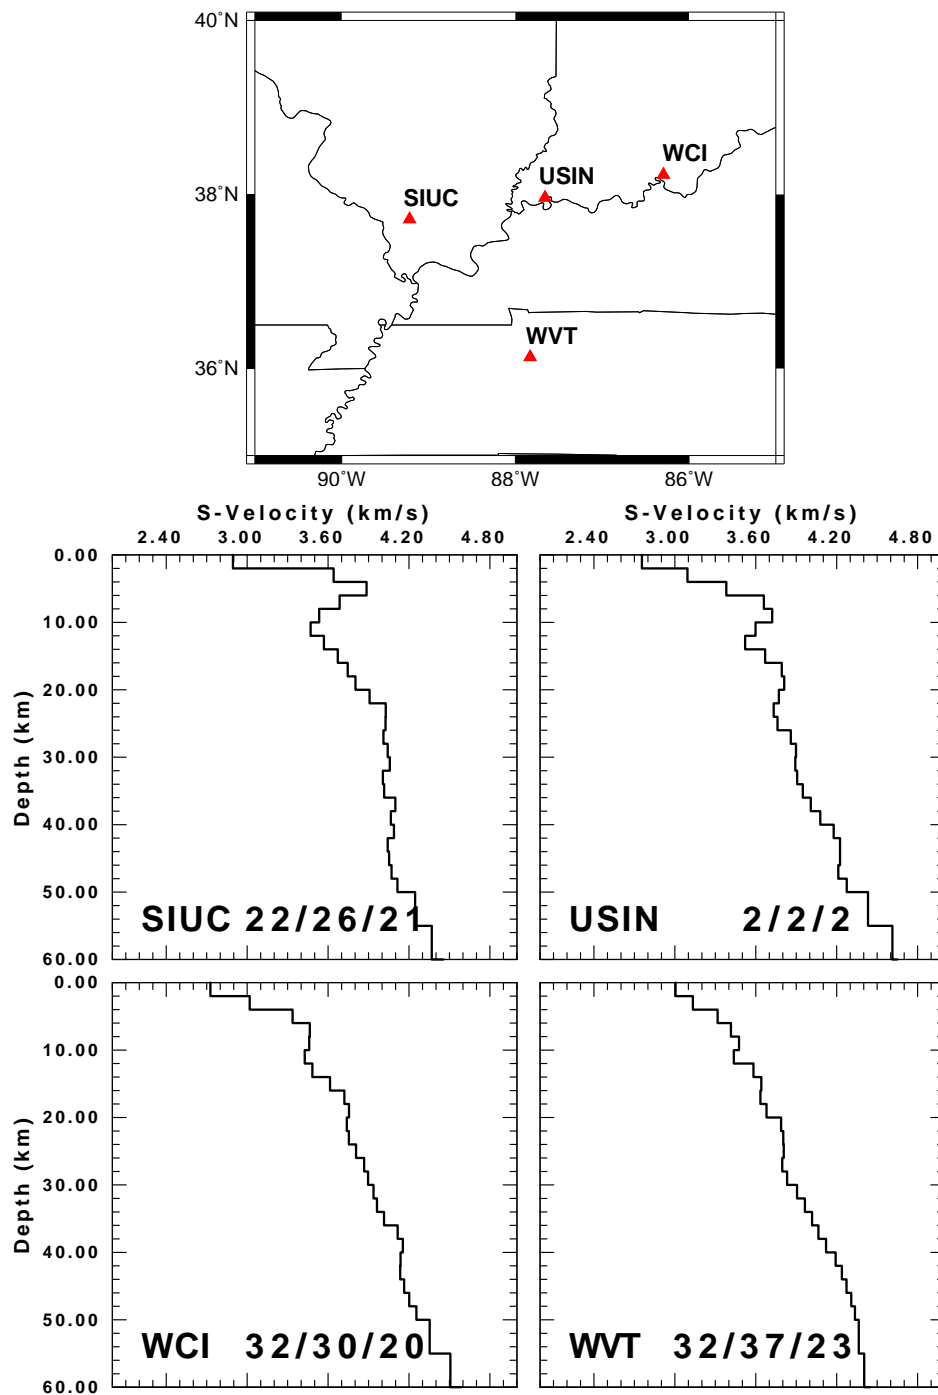 40°N
WCI
USIN
38°N
SIUC
WVT
36°N
90°W 88°W 86°W
S-Velocity (km/s) S-Velocity (km/s)
2.40 3.00 3.60 4.20 4.80 2.40 3.00 3.60 4.20 4.80
0.00
10.00
20.00
30.00
40.00
50.00
60.00
Depth (km)
SIUC 22/26/21 USIN 2/2/2
0.00
10.00
20.00
30.00
40.00
50.00
60.00
Depth (km)
WCI 32/30/20 WVT 32/37/23